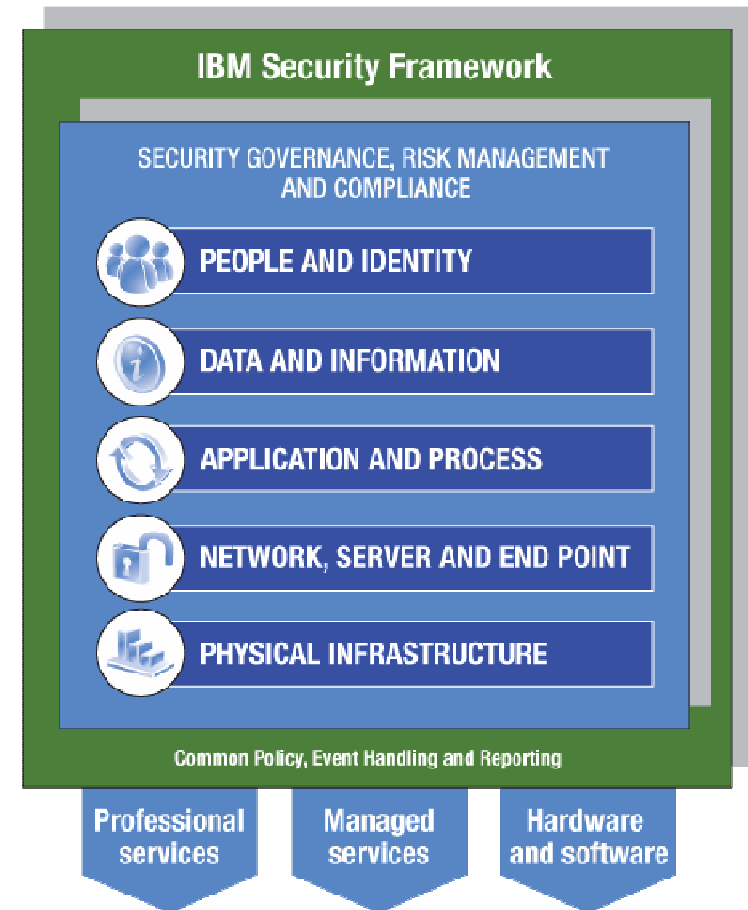 IBM Security Framework
SECURITY GOVERNANCE, RISK MANAGEMENT
AND COMPLIANCE
PEOPLE AND IDENTITY
DATA AND INFORMATION
APPLICATION AND PROCESS
NETWORK, SERVER AND END POINT
PHYSICAL INFRASTRUCTURE
Common Policy, Event Handling and Reporting
Professional
services
Managed
services
Hardware
and software